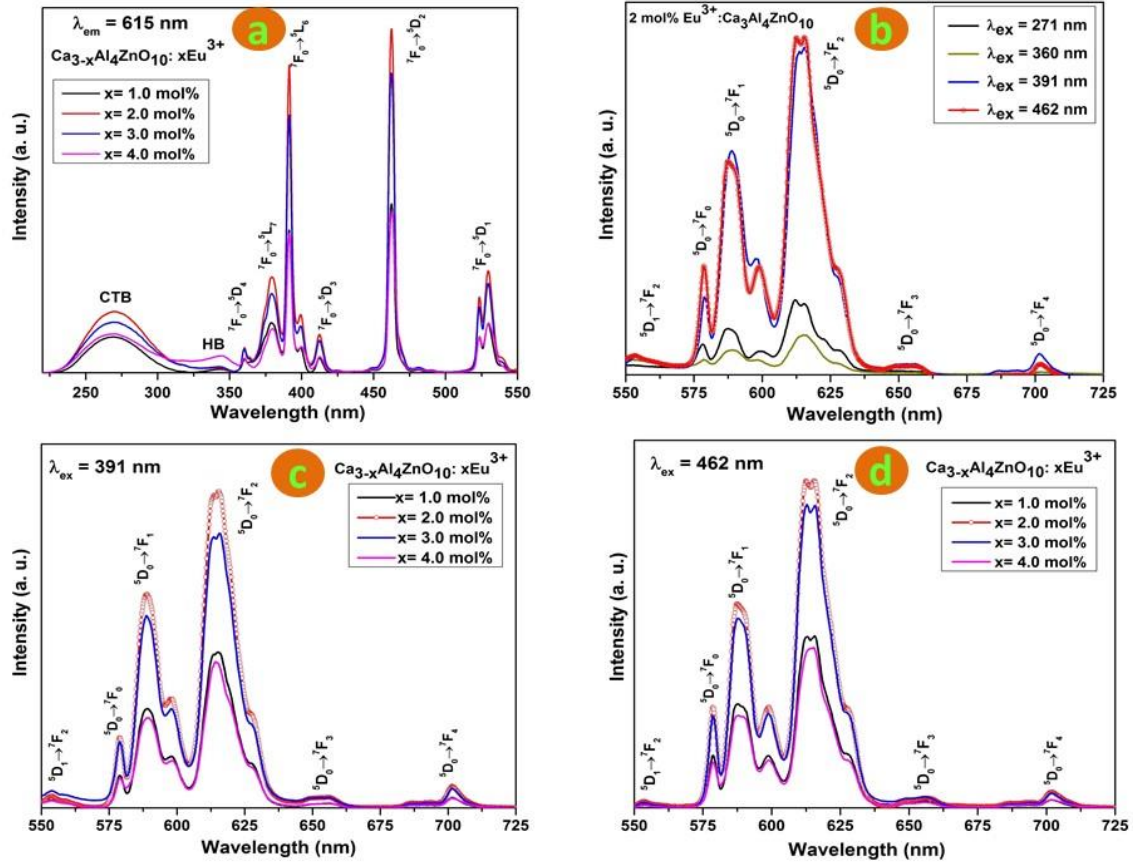 λem = 615 nm
a
Ca3-xAl4ZnO10: xEu3+
x= 1.0 mol%
x= 2.0 mol%
x= 3.0 mol%
x= 4.0 mol%
CTB
HB
7F0→5D4
7F0→5L7
7F0→5L6
7F0→5D3
7F0→5D2
7F0→5D1
Intensity (a. u.)
250 300 350 400 450 500 550
Wavelength (nm)
2 mol% Eu3+:Ca3Al4ZnO10
b
λex = 271 nm
λex = 360 nm
λex = 391 nm
λex = 462 nm
5D1→7F2
5D0→7F0
5D0→7F1
5D0→7F2
5D0→7F3
5D0→7F4
Intensity (a. u.)
550 575 600 625 650 675 700 725
Wavelength (nm)
λex = 391 nm
c
Ca3-xAl4ZnO10: xEu3+
x= 1.0 mol%
x= 2.0 mol%
x= 3.0 mol%
x= 4.0 mol%
5D1→7F2
5D0→7F0
5D0→7F1
5D0→7F2
5D0→7F3
5D0→7F4
Intensity (a. u.)
550 575 600 625 650 675 700 725
Wavelength (nm)
λex = 462 nm
d
Ca3-xAl4ZnO10: xEu3+
x= 1.0 mol%
x= 2.0 mol%
x= 3.0 mol%
x= 4.0 mol%
5D1→7F2
5D0→7F0
5D0→7F1
5D0→7F2
5D0→7F3
5D0→7F4
Intensity (a. u.)
550 575 600 625 650 675 700 725
Wavelength (nm)